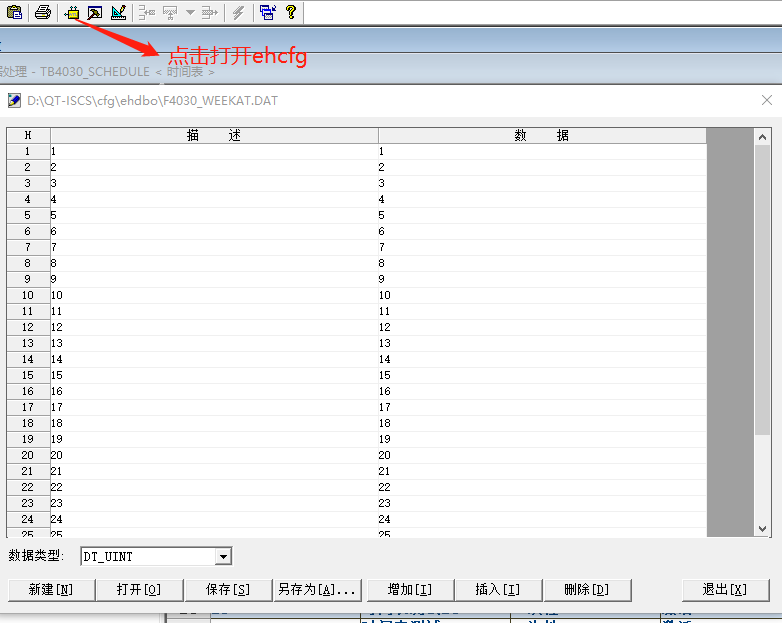 点击打开ehcfg
处理 - TB4030_SCHEDULE < 时间表 >
D:\QT-ISCS\cfg\ehdbo\F4030_WEEKAT.DAT
H 描 述 数 据
1 1 1
2 2 2
3 3 3
4 4 4
5 5 5
6 6 6
7 7 7
8 8 8
9 9 9
10 10 10
11 11 11
12 12 12
13 13 13
14 14 14
15 15 15
16 16 16
17 17 17
18 18 18
19 19 19
20 20 20
21 21 21
22 22 22
23 23 23
24 24 24
25 25 25
数据类型: DT_UINT
新建[N] 打开[O] 保存[S] 另存为[A]... 增加[I] 插入[I] 删除[D] 退出[X]